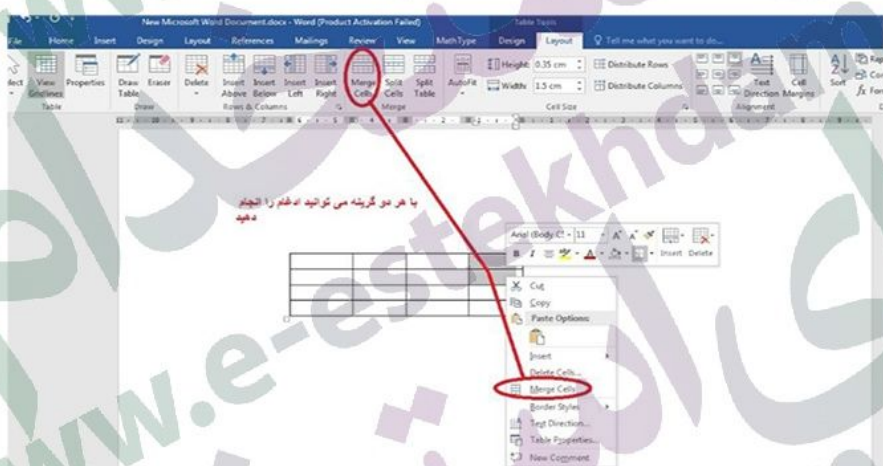 New Microsoft Word Document.docx - Word (Product Activation Failed)
Table Tools
File Home Insert Design Layout References Mailings Review View MathType Design Layout Tell me what you want to do...
View Gridlines Properties Draw Table Eraser Delete Insert Above Insert Below Insert Left Insert Right Merge Cells Split Cells Split Table AutoFit Height: 0.35 cm Distribute Rows Text Direction Cell Margins Sort
Width: 1.5 cm Distribute Columns
Table Draw Rows & Columns Merge Cell Size Alignment
با هر دو گزینه می توانید ادغام را انجام
دهید
Arial (Body C 11
Insert Delete
Cut
Copy
Paste Options:
Insert
Delete Cells...
Merge Cells
Border Styles
Text Direction...
Table Properties...
New Comment
www.e-estekhdam